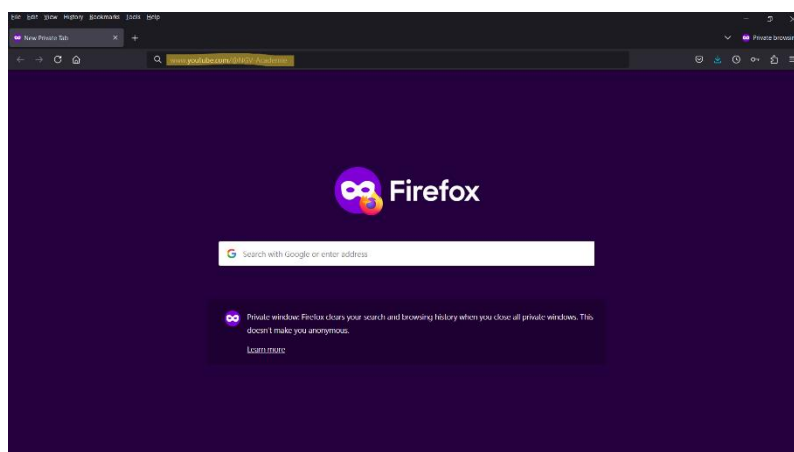 File Edit View History Bookmarks Tools Help
New Private Tab
Private browsin
www.youtube.com/
Firefox
Search with Google or enter address
Private window: Firefox clears your search and browsing history when you close all private windows. This
doesn't make you anonymous.
Learn more